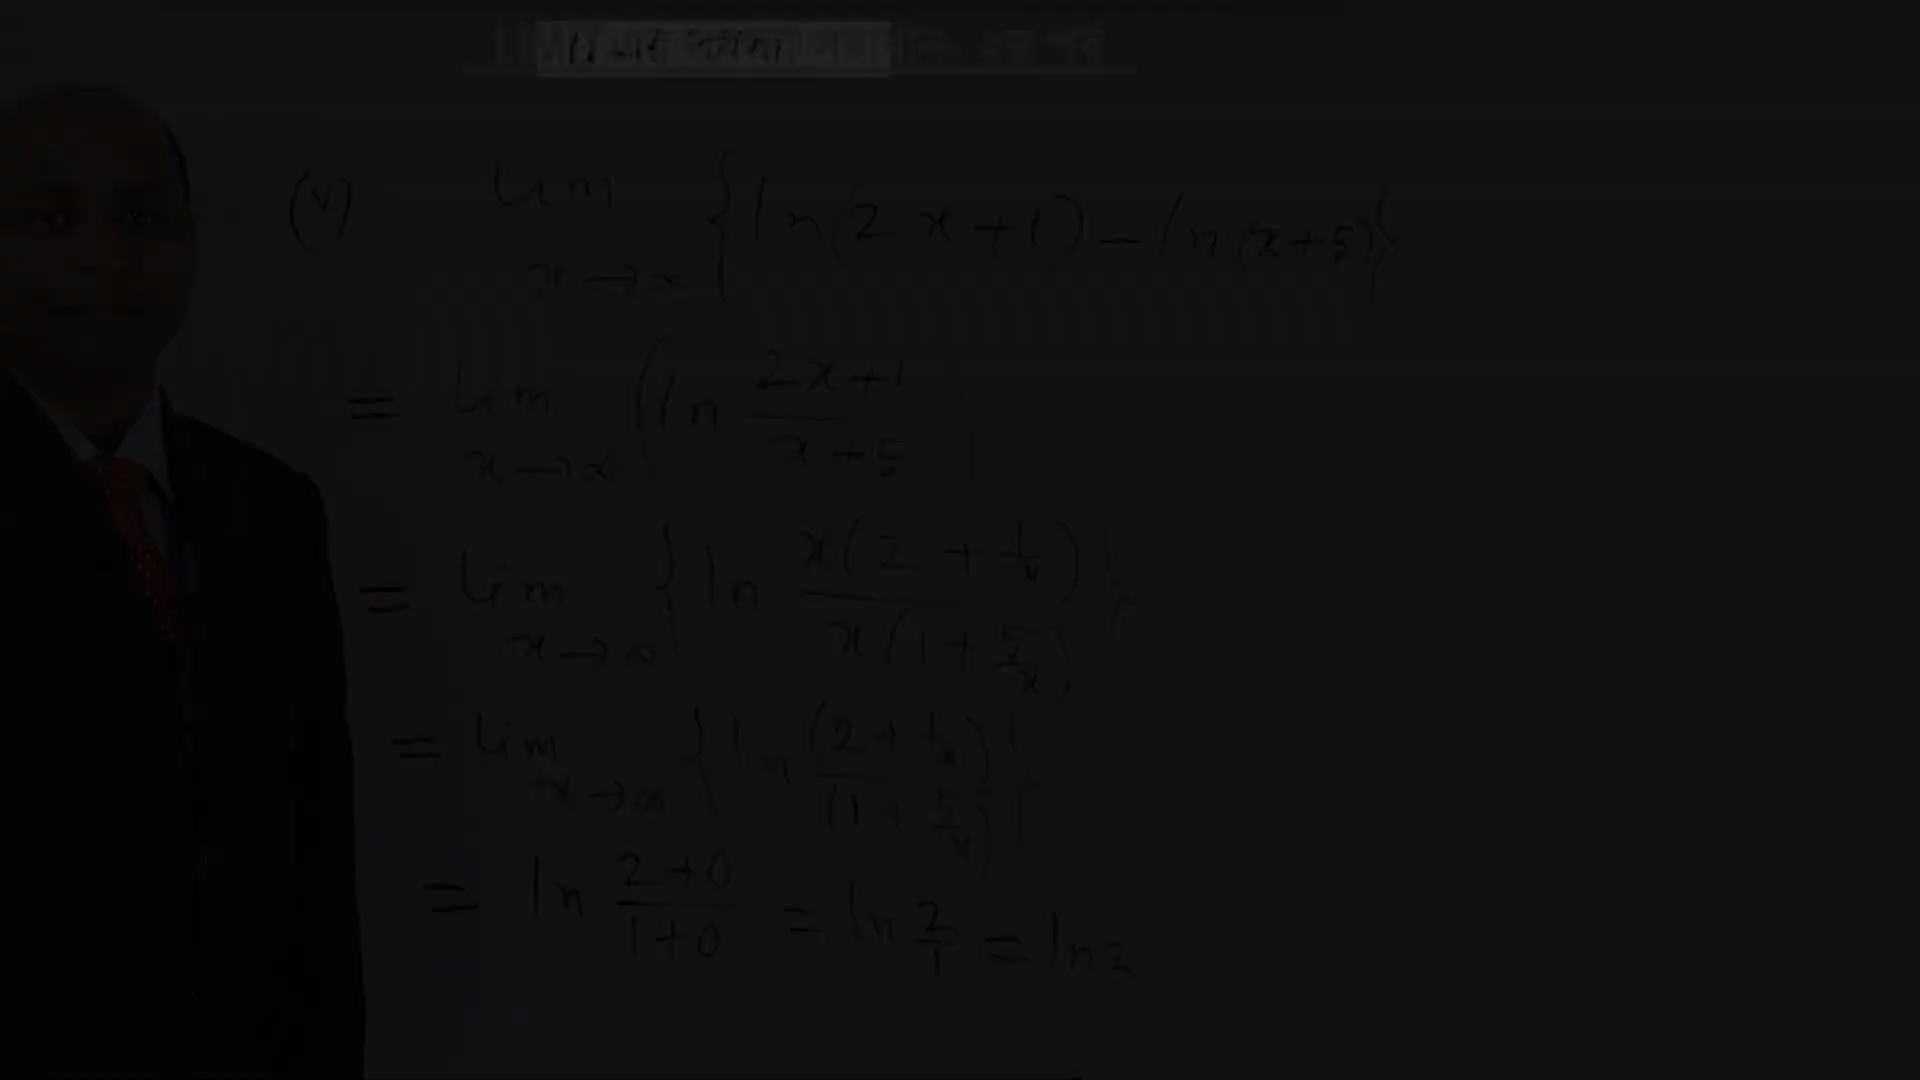 (v) lim x→∞ {ln(2x+1)-ln(x+5)}
= lim x→∞ (ln (2x+1)/(x+5))
= lim x→∞ {ln x(2+1/x)/x(1+5/x)}
= lim x→∞ {ln (2+1/x)/(1+5/x)}
= ln (2+0)/(1+0) = ln 2/1 = ln2